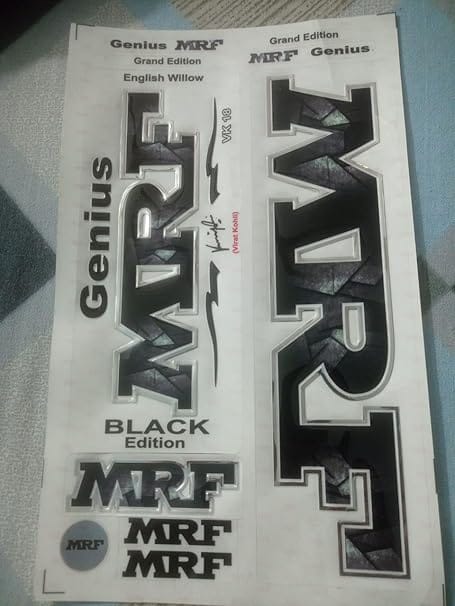 Genius MRF
Grand Edition
English Willow
Genius
MRF
VK 18
(Virat Kohli)
BLACK
Edition
MRF
MRF
MRF
MRF
Grand Edition
MRF Genius
MRF